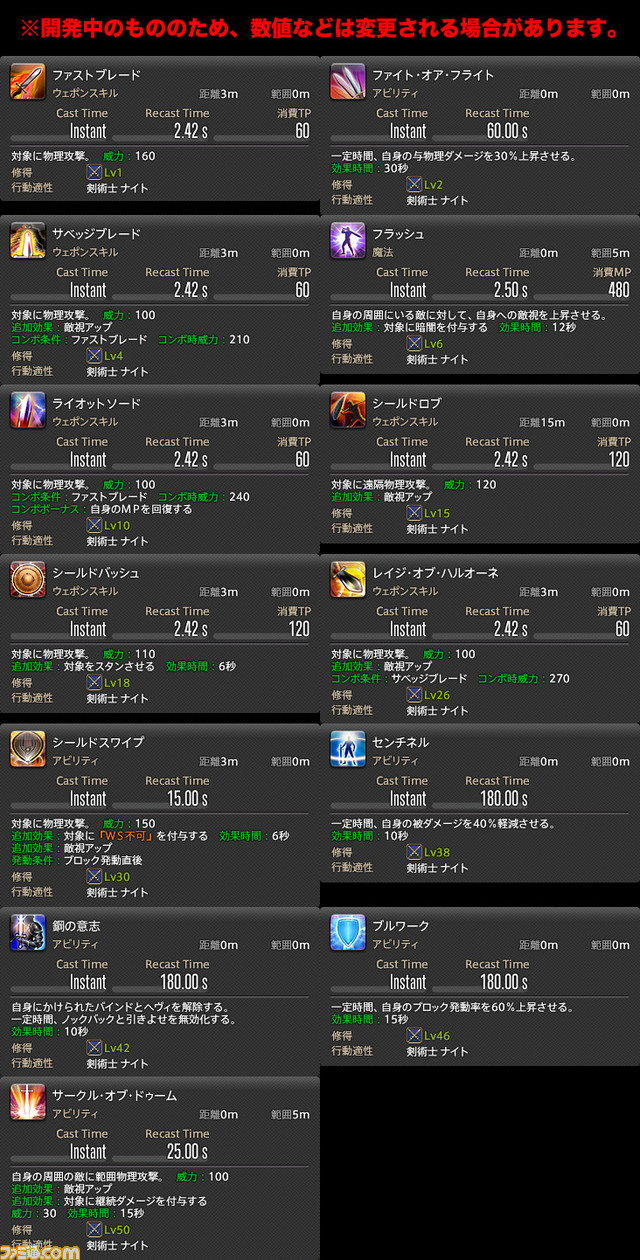 ※開発中のもののため、数値などは変更される場合があります。
ファストブレード
ウェポンスキル 距離3m 範囲0m
Cast Time Recast Time 消費TP
Instant 2.42 s 60
対象に物理攻撃。 威力：160
修得 Lv1
行動適性 剣術士 ナイト
ファイト・オア・フライト
アビリティ 距離0m 範囲0m
Cast Time Recast Time
Instant 60.00 s
一定時間、自身の与物理ダメージを30％上昇させる。
効果時間：30秒
修得 Lv2
行動適性 剣術士 ナイト
サベッジブレード
ウェポンスキル 距離3m 範囲0m
Cast Time Recast Time 消費TP
Instant 2.42 s 60
対象に物理攻撃。 威力：100
追加効果：敵視アップ
コンボ条件：ファストブレード コンボ時威力：210
修得 Lv4
行動適性 剣術士 ナイト
フラッシュ
魔法 距離0m 範囲5m
Cast Time Recast Time 消費MP
Instant 2.50 s 480
自身の周囲にいる敵に対して、自身への敵視を上昇させる。
追加効果：対象に暗闇を付与する 効果時間：12秒
修得 Lv6
行動適性 剣術士 ナイト
ライオットソード
ウェポンスキル 距離3m 範囲0m
Cast Time Recast Time 消費TP
Instant 2.42 s 60
対象に物理攻撃。 威力：100
コンボ条件：ファストブレード コンボ時威力：240
コンボボーナス：自身のＭＰを回復する
修得 Lv10
行動適性 剣術士 ナイト
シールドロブ
ウェポンスキル 距離15m 範囲0m
Cast Time Recast Time 消費TP
Instant 2.42 s 120
対象に遠隔物理攻撃。 威力：120
追加効果：敵視アップ
修得 Lv15
行動適性 剣術士 ナイト
シールドバッシュ
ウェポンスキル 距離3m 範囲0m
Cast Time Recast Time 消費TP
Instant 2.42 s 120
対象に物理攻撃。 威力：110
追加効果：対象をスタンさせる 効果時間：6秒
修得 Lv18
行動適性 剣術士 ナイト
レイジ・オブ・ハルオーネ
ウェポンスキル 距離3m 範囲0m
Cast Time Recast Time 消費TP
Instant 2.42 s 60
対象に物理攻撃。 威力：100
追加効果：敵視アップ
コンボ条件：サベッジブレード コンボ時威力：270
修得 Lv26
行動適性 剣術士 ナイト
シールドスワイプ
アビリティ 距離3m 範囲0m
Cast Time Recast Time
Instant 15.00 s
対象に物理攻撃。 威力：150
追加効果：対象に「ＷＳ不可」を付与する 効果時間：6秒
追加効果：敵視アップ
発動条件：ブロック発動直後
修得 Lv30
行動適性 剣術士 ナイト
センチネル
アビリティ 距離0m 範囲0m
Cast Time Recast Time
Instant 180.00 s
一定時間、自身の被ダメージを40％軽減させる。
効果時間：10秒
修得 Lv38
行動適性 剣術士 ナイト
鋼の意志
アビリティ 距離0m 範囲0m
Cast Time Recast Time
Instant 180.00 s
自身にかけられたバインドとヘヴィを解除する。
一定時間、ノックバックと引きよせを無効化する。
効果時間：10秒
修得 Lv42
行動適性 剣術士 ナイト
ブルワーク
アビリティ 距離0m 範囲0m
Cast Time Recast Time
Instant 180.00 s
一定時間、自身のブロック発動率を60％上昇させる。
効果時間：15秒
修得 Lv46
行動適性 剣術士 ナイト
サークル・オブ・ドゥーム
アビリティ 距離0m 範囲5m
Cast Time Recast Time
Instant 25.00 s
自身の周囲の敵に範囲物理攻撃。 威力：100
追加効果：敵視アップ
追加効果：対象に継続ダメージを付与する
威力：30 効果時間：15秒
修得 Lv50
行動適性 剣術士 ナイト
ファミ通.com